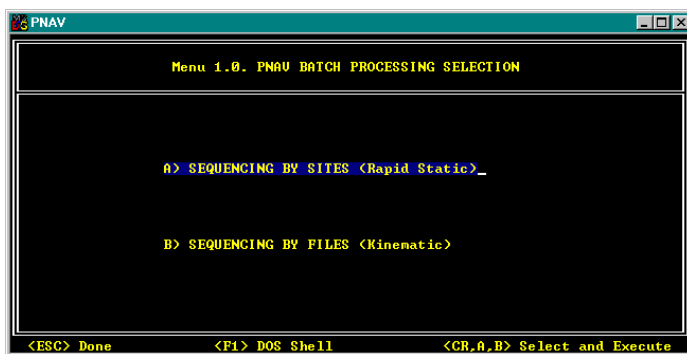 PNAV
Menu 1.0. PNAV BATCH PROCESSING SELECTION
A) SEQUENCING BY SITES (Rapid Static)_
B) SEQUENCING BY FILES (Kinematic)
<ESC> Done <F1> DOS Shell <CR,A,B> Select and Execute